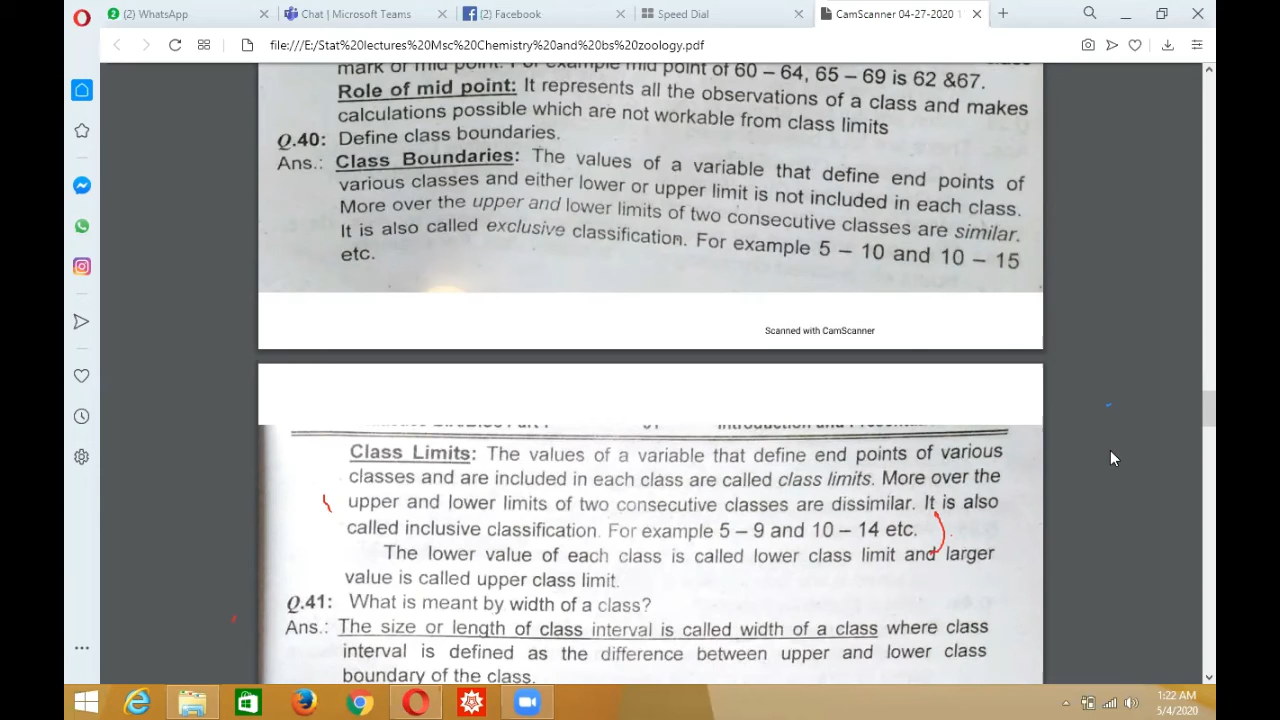 (2) WhatsApp
Chat | Microsoft Teams
(2) Facebook
Speed Dial
CamScanner 04-27-2020 1
file:///E:/Stat%20lectures%20Msc%20Chemistry%20and%20bs%20zoology.pdf
mark or mid point. For example mid point of 60 – 64, 65 – 69 is 62 &67.
Role of mid point: It represents all the observations of a class and makes
calculations possible which are not workable from class limits
Q.40: Define class boundaries.
Ans.: Class Boundaries: The values of a variable that define end points of
various classes and either lower or upper limit is not included in each class.
More over the upper and lower limits of two consecutive classes are similar.
It is also called exclusive classification. For example 5 – 10 and 10 – 15
etc.
Scanned with CamScanner
Class Limits: The values of a variable that define end points of various
classes and are included in each class are called class limits. More over the
upper and lower limits of two consecutive classes are dissimilar. It is also
called inclusive classification. For example 5 – 9 and 10 – 14 etc.
The lower value of each class is called lower class limit and larger
value is called upper class limit.
Q.41: What is meant by width of a class?
Ans.: The size or length of class interval is called width of a class where class
interval is defined as the difference between upper and lower class
boundary of the class.
1:22 AM
5/4/2020